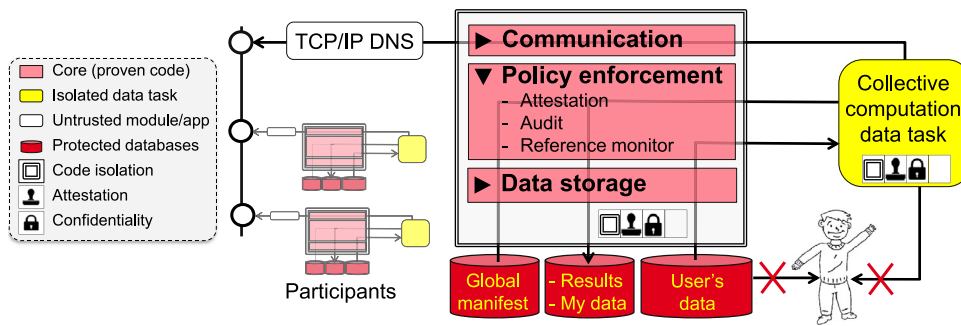 TCP/IP DNS
► Communication
▼ Policy enforcement
- Attestation
- Audit
- Reference monitor
► Data storage
Collective
computation
data task
Core (proven code)
Isolated data task
Untrusted module/app
Protected databases
Code isolation
Attestation
Confidentiality
Participants
Global
manifest
- Results
- My data
User's
data